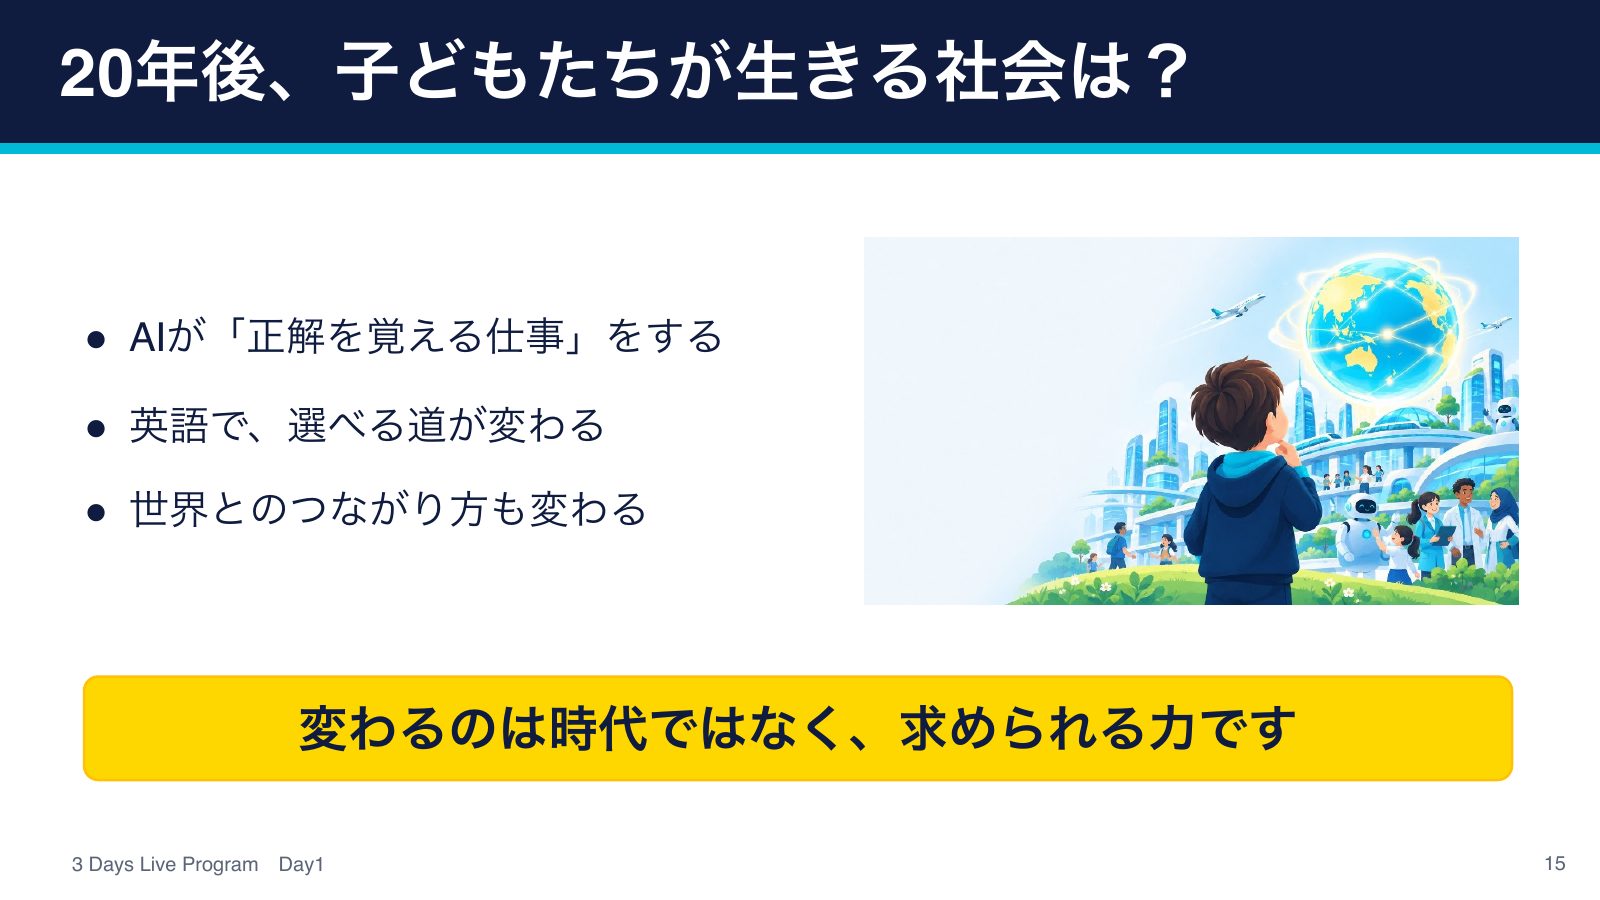 20年後、子どもたちが生きる社会は？
● AIが「正解を覚える仕事」をする
● 英語で、選べる道が変わる
● 世界とのつながり方も変わる
変わるのは時代ではなく、求められる力です
3 Days Live Program　Day1
15